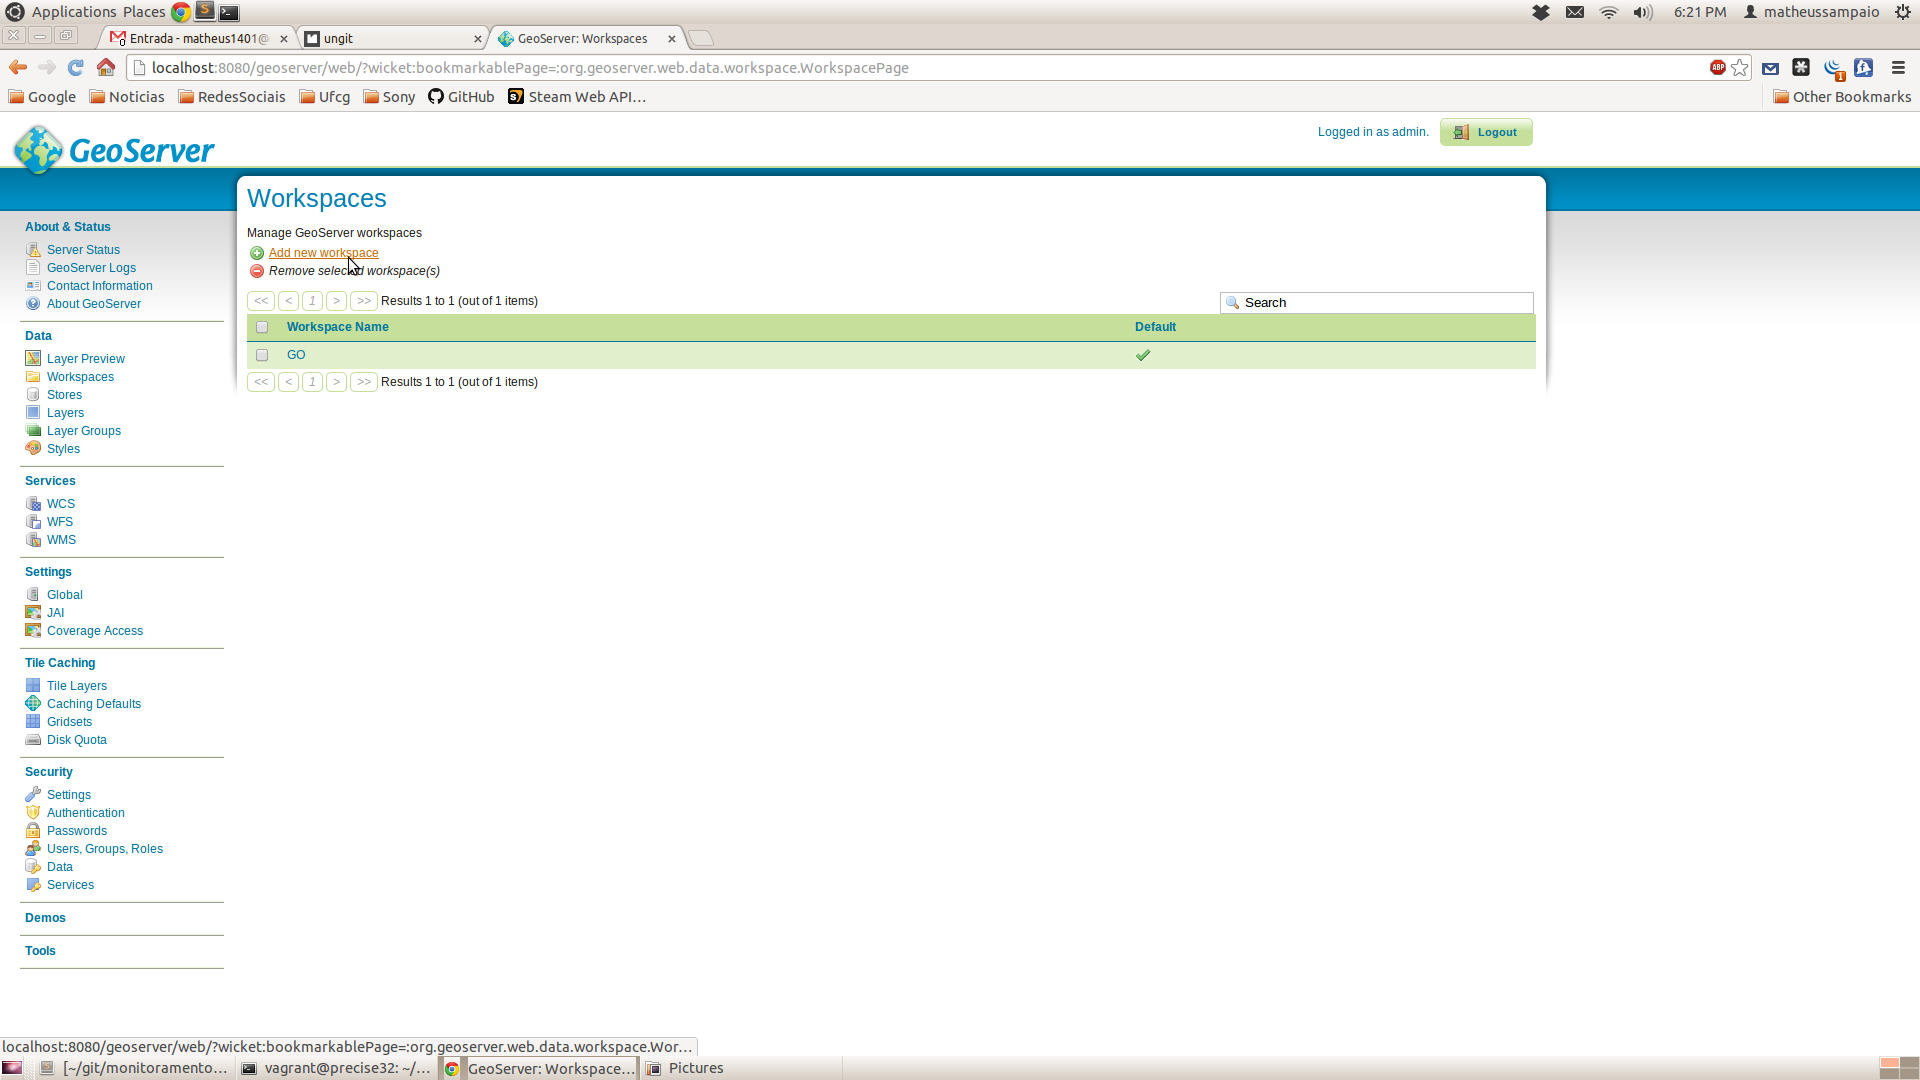 Applications Places
6:21 PM matheussampaio
Entrada - matheus1401@
ungit
GeoServer: Workspaces
localhost:8080/geoserver/web/?wicket:bookmarkablePage=:org.geoserver.web.data.workspace.WorkspacePage
ABP
1
Google Noticias RedesSociais Ufcg Sony GitHub Steam Web API... Other Bookmarks
GeoServer
Logged in as admin. Logout
Workspaces
Manage GeoServer workspaces
Add new workspace
Remove selected workspace(s)
<< < 1 > >> Results 1 to 1 (out of 1 items)
Search
Workspace Name Default
GO
<< < 1 > >> Results 1 to 1 (out of 1 items)
About & Status
Server Status
GeoServer Logs
Contact Information
About GeoServer
Data
Layer Preview
Workspaces
Stores
Layers
Layer Groups
Styles
Services
WCS
WFS
WMS
Settings
Global
JAI
Coverage Access
Tile Caching
Tile Layers
Caching Defaults
Gridsets
Disk Quota
Security
Settings
Authentication
Passwords
Users, Groups, Roles
Data
Services
Demos
Tools
localhost:8080/geoserver/web/?wicket:bookmarkablePage=:org.geoserver.web.data.workspace.Wor...
[~/git/monitoramento... vagrant@precise32: ~/... GeoServer: Workspace... Pictures